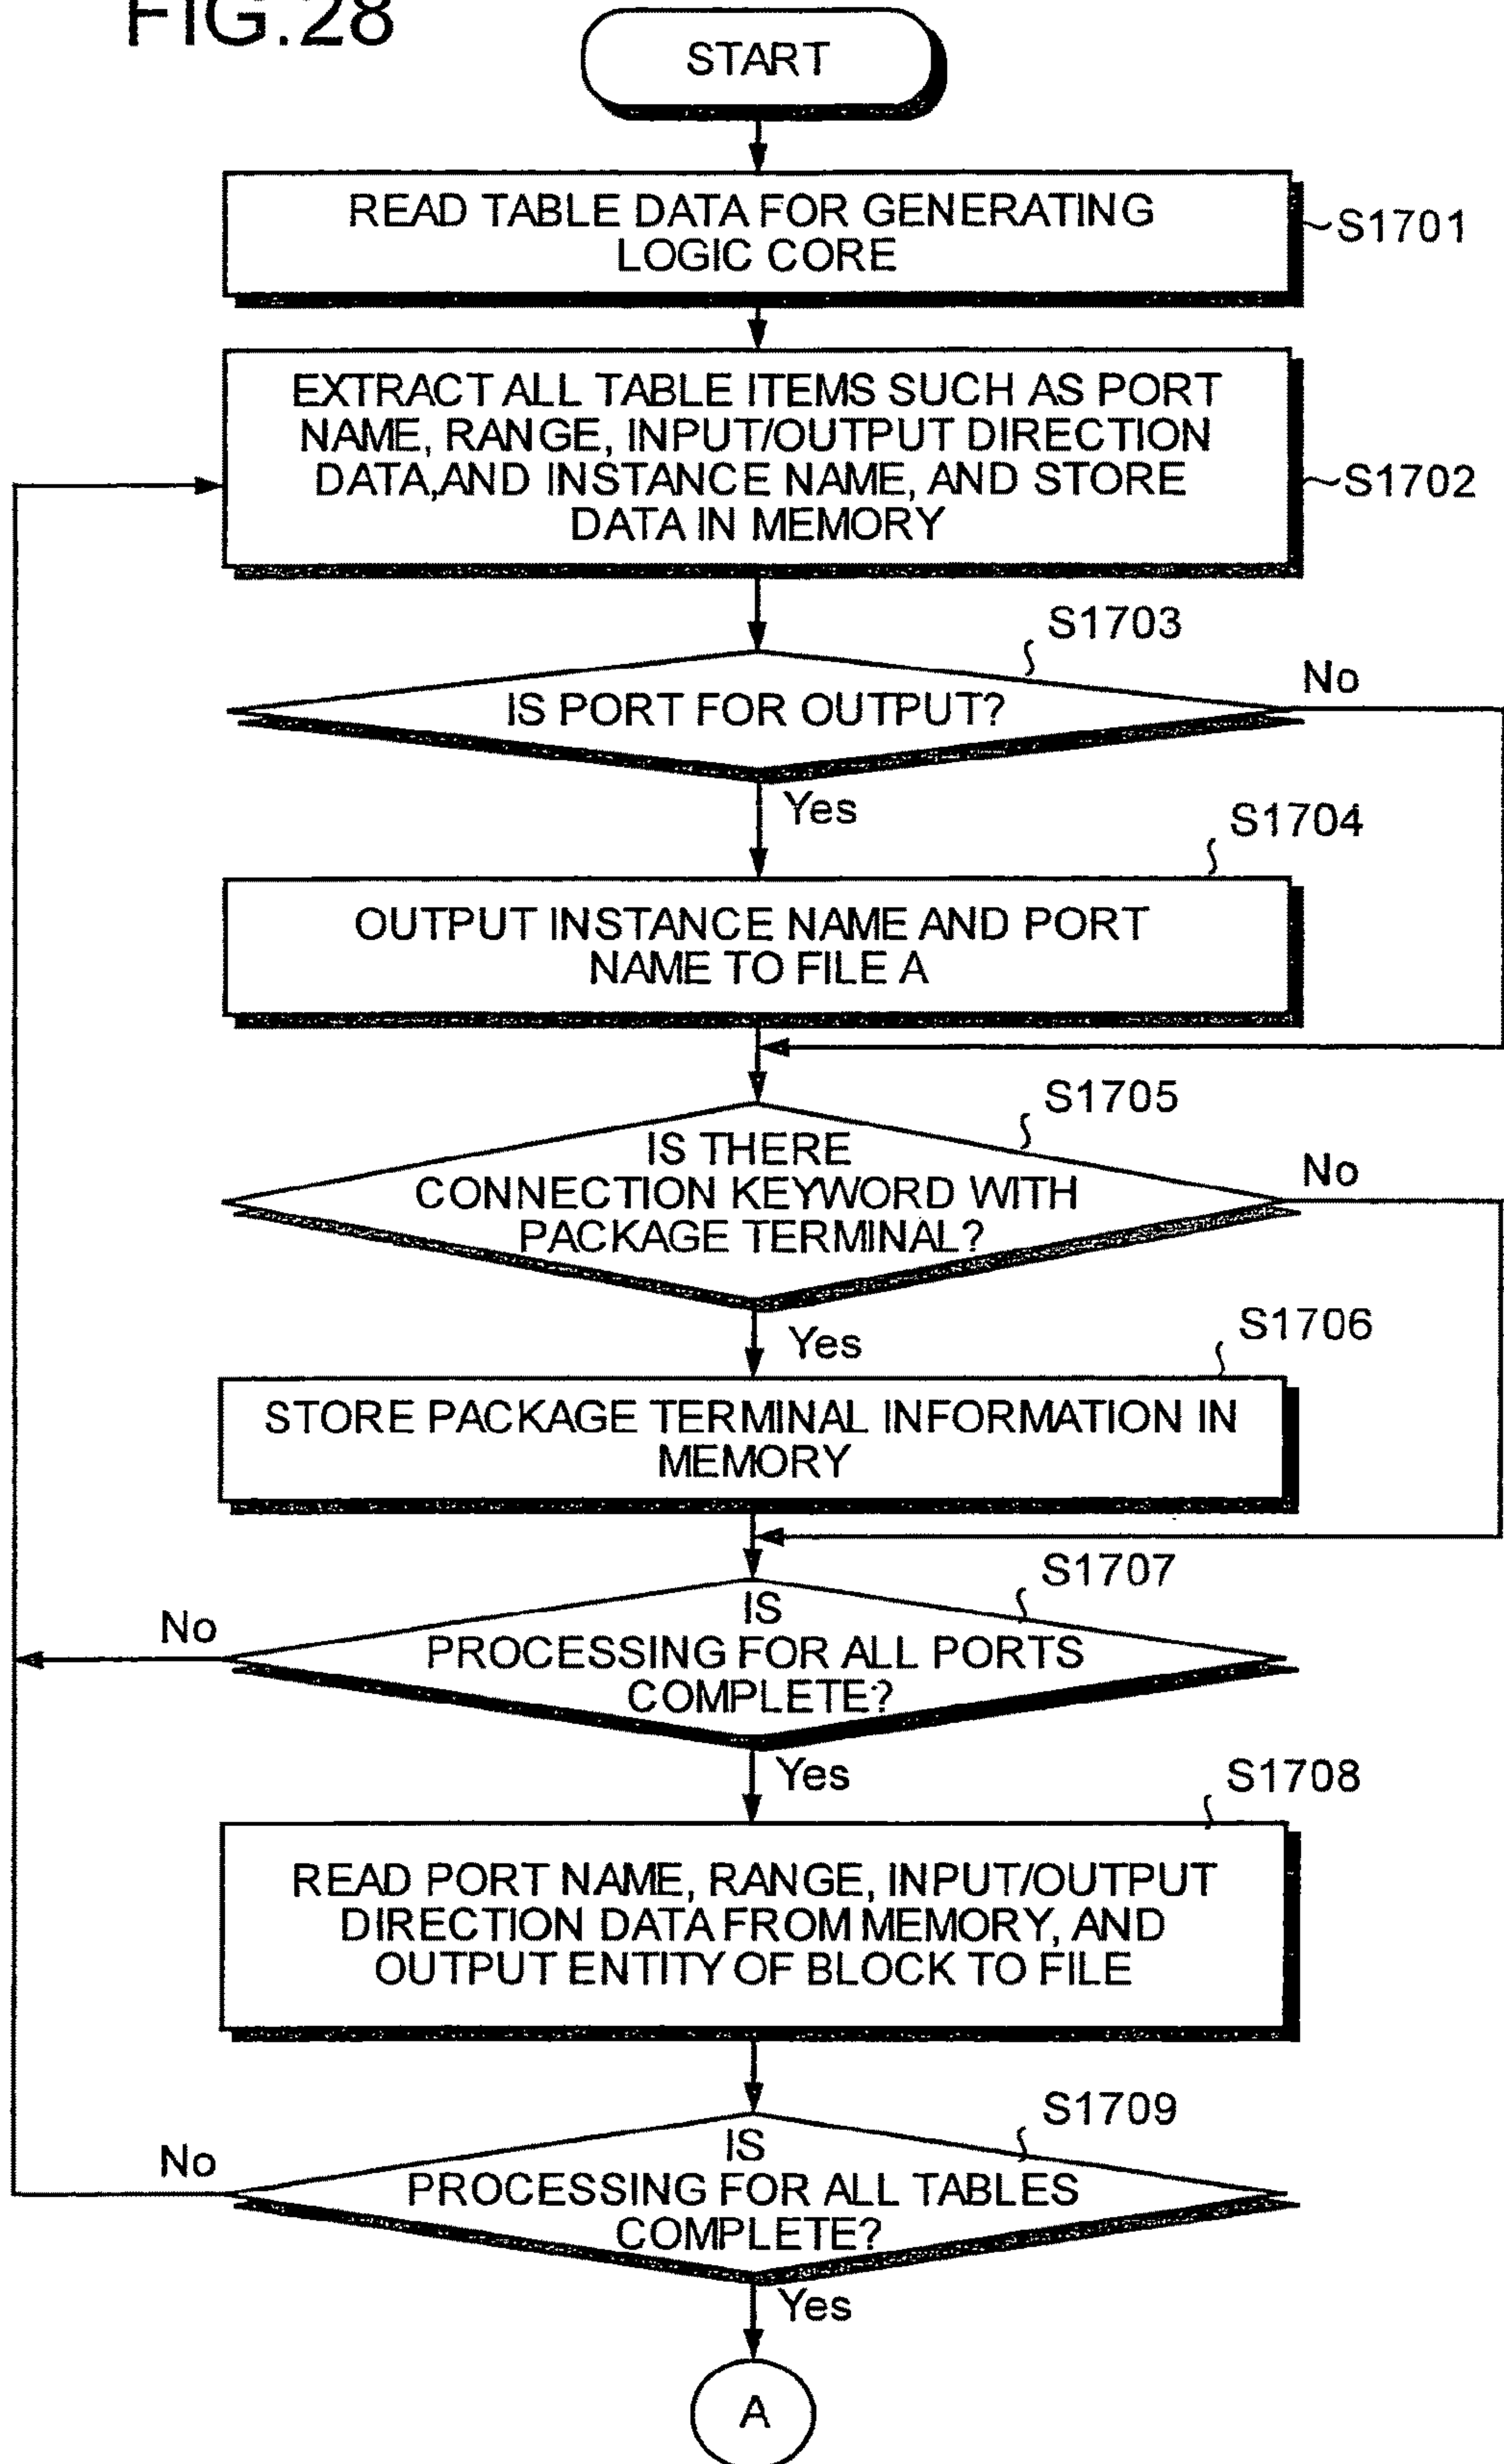 FIG.28
START
READ TABLE DATA FOR GENERATING
LOGIC CORE
S1701
EXTRACT ALL TABLE ITEMS SUCH AS PORT
NAME, RANGE, INPUT/OUTPUT DIRECTION
DATA,AND INSTANCE NAME, AND STORE
DATA IN MEMORY
S1702
S1703
IS PORT FOR OUTPUT?
No
Yes
S1704
OUTPUT INSTANCE NAME AND PORT
NAME TO FILE A
S1705
IS THERE
CONNECTION KEYWORD WITH
PACKAGE TERMINAL?
No
Yes
S1706
STORE PACKAGE TERMINAL INFORMATION IN
MEMORY
S1707
IS
PROCESSING FOR ALL PORTS
COMPLETE?
No
Yes
S1708
READ PORT NAME, RANGE, INPUT/OUTPUT
DIRECTION DATA FROM MEMORY, AND
OUTPUT ENTITY OF BLOCK TO FILE
S1709
IS
PROCESSING FOR ALL TABLES
COMPLETE?
No
Yes
A